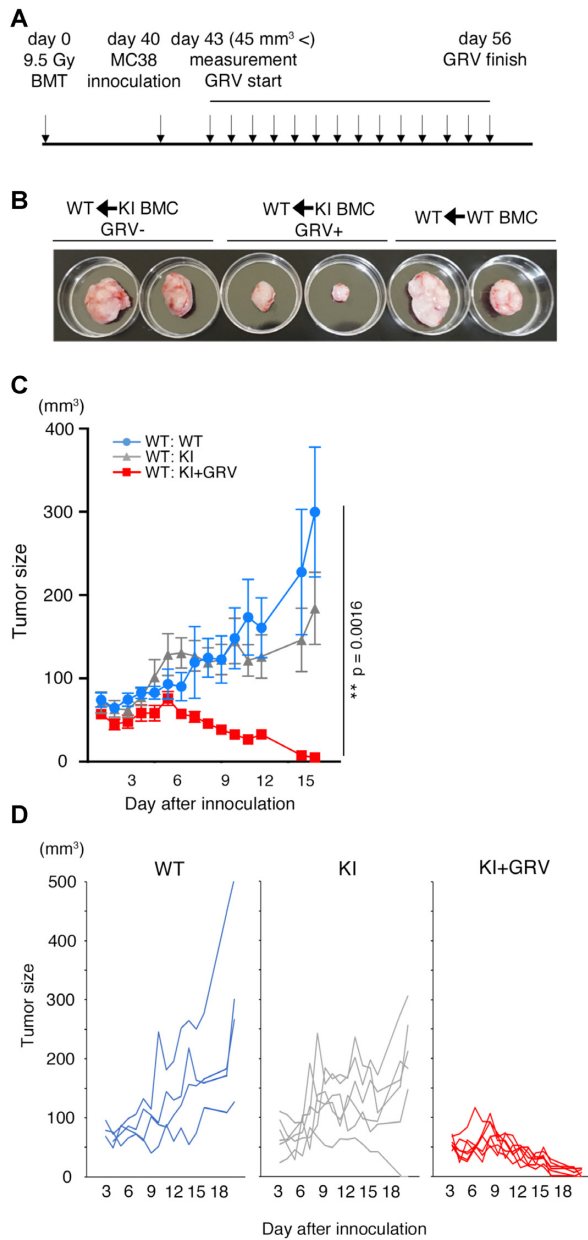 A
day 0
9.5 Gy
BMT
day 40
MC38
innoculation
day 43 (45 mm³ <)
measurement
GRV start
day 56
GRV finish
B
WT KI BMC
GRV-
WT KI BMC
GRV+
WT WT BMC
C
(mm³)
400
300
200
100
0
Tumor size
WT: WT
WT: KI
WT: KI+GRV
** p = 0.0016
3 6 9 12 15
Day after innoculation
D
(mm³)
WT KI KI+GRV
500
400
300
200
100
0
Tumor size
3 6 9 12 15 18 3 6 9 12 15 18 3 6 9 12 15 18
Day after innoculation